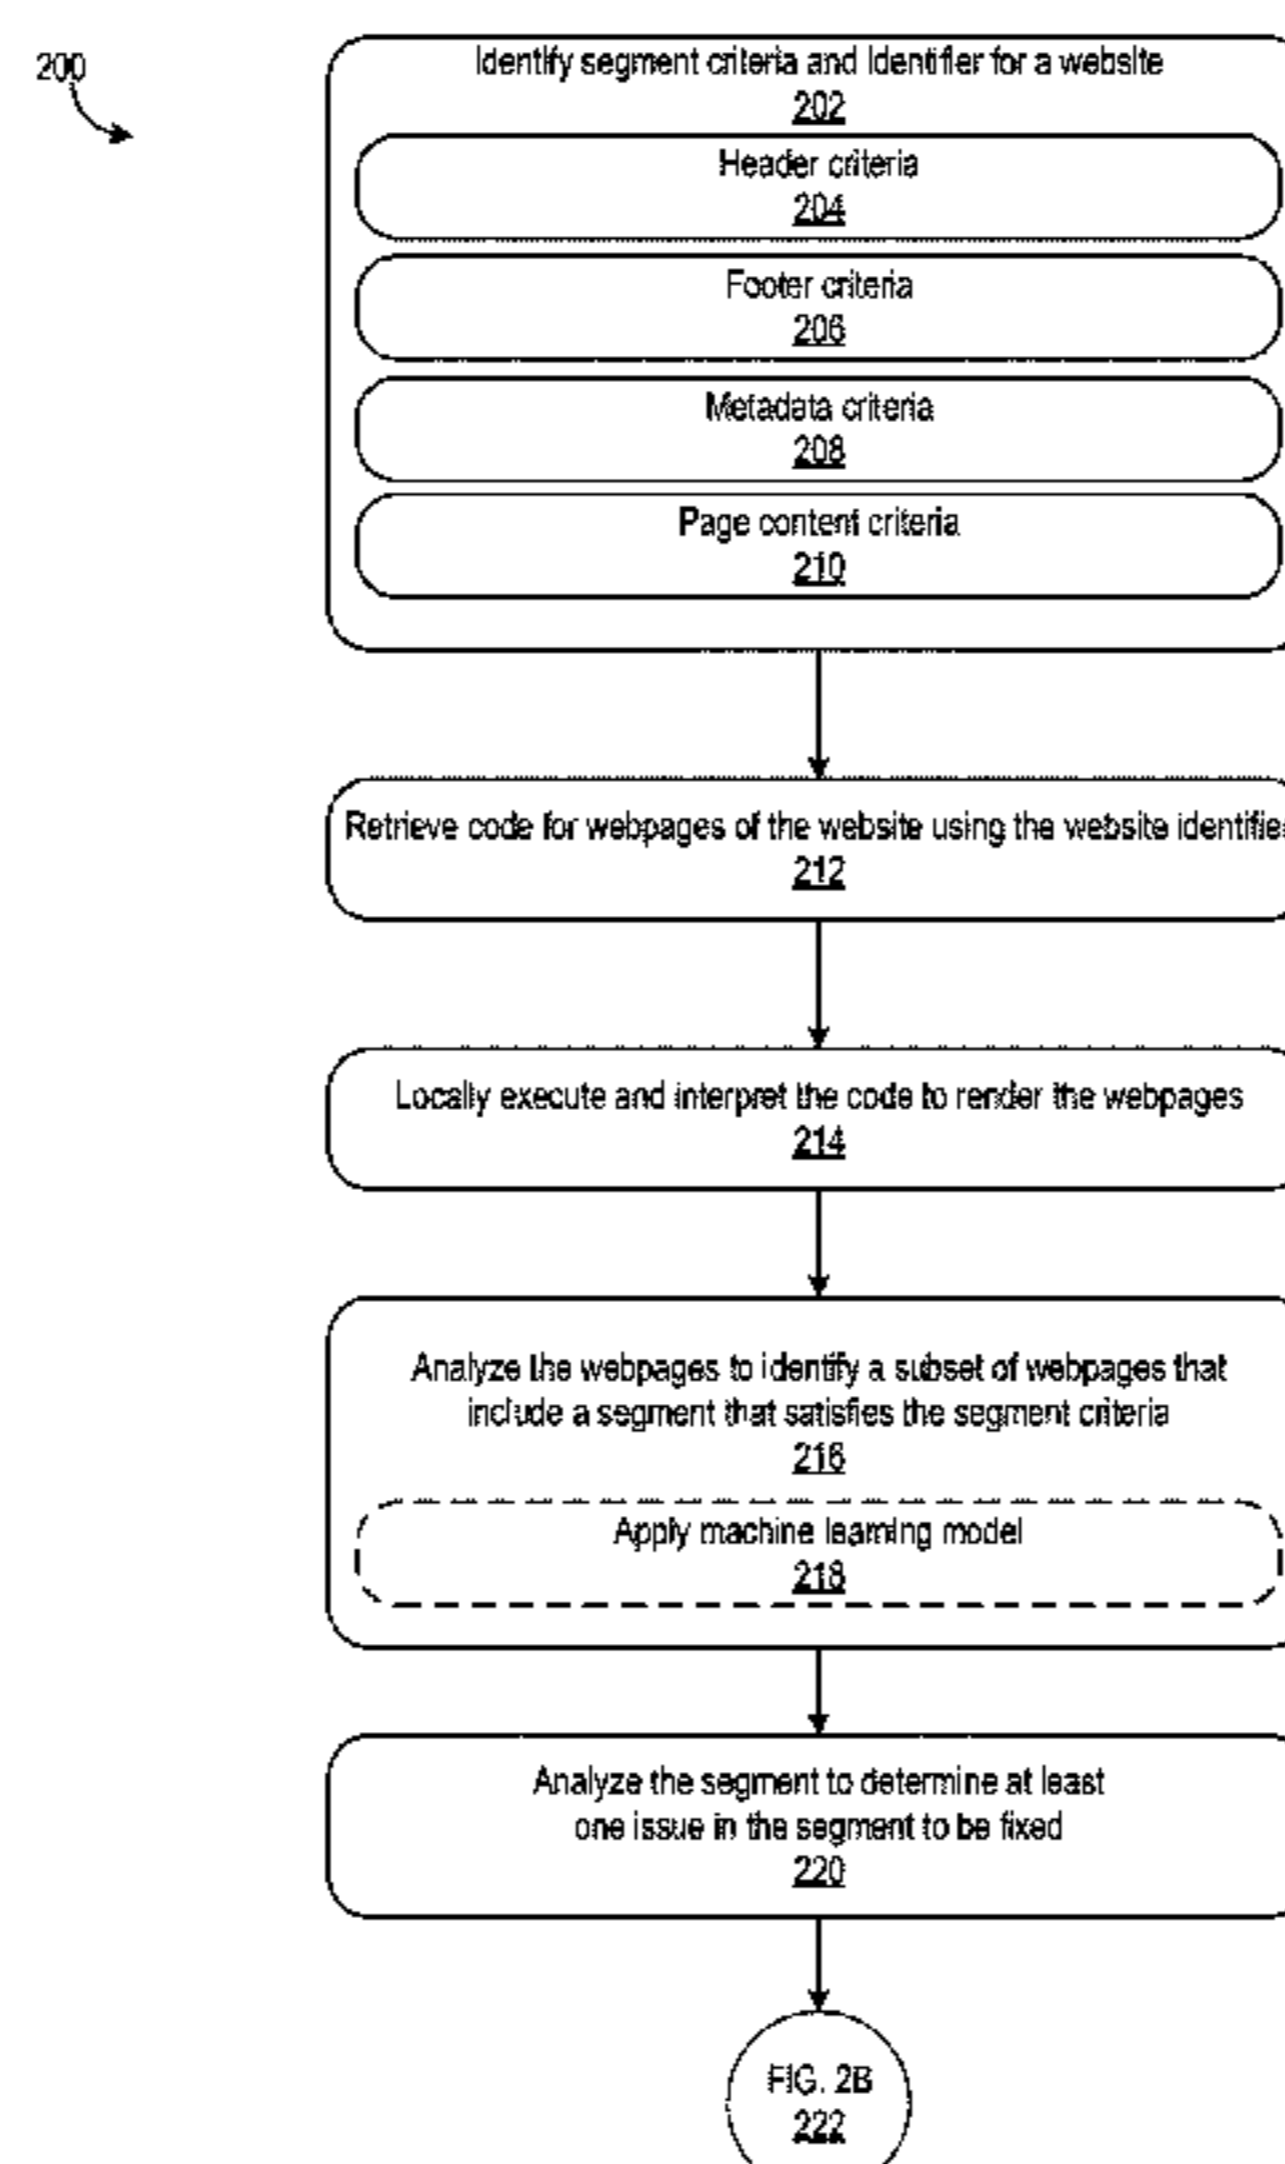 200
Identify segment criteria and identifier for a website
202
Header criteria
204
Footer criteria
206
Metadata criteria
208
Page content criteria
210
Retrieve code for webpages of the website using the website identifier
212
Locally execute and interpret the code to render the webpages
214
Analyze the webpages to identify a subset of webpages that
include a segment that satisfies the segment criteria
216
Apply machine learning model
218
Analyze the segment to determine at least
one issue in the segment to be fixed
220
FIG. 2B
222